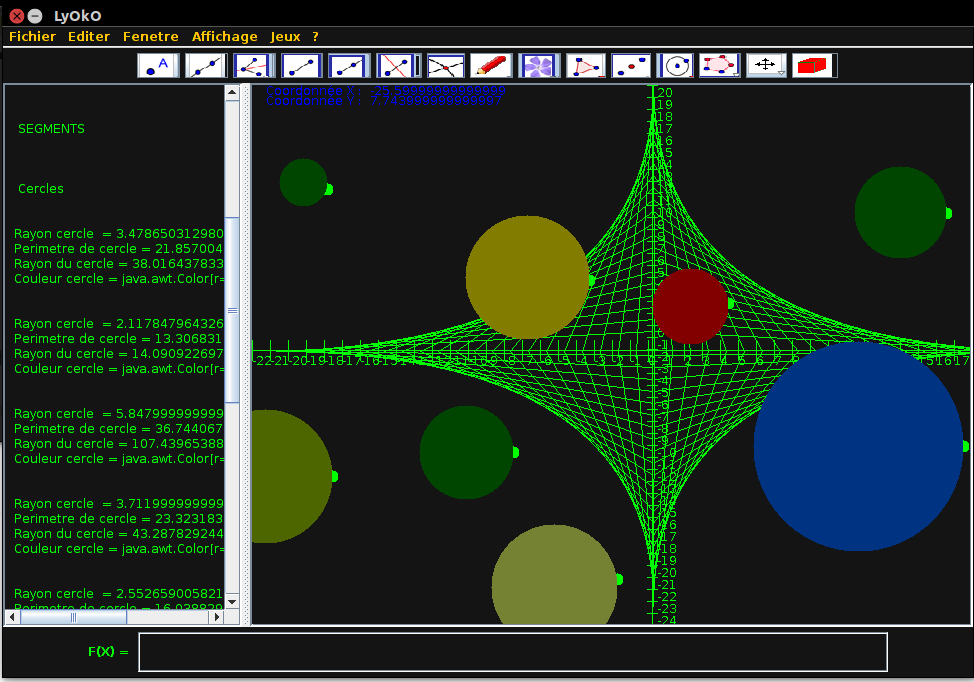 LyOkO
Fichier Editer Fenetre Affichage Jeux ?
A
SEGMENTS
Cercles
Rayon cercle = 3.478650312980
Perimetre de cercle = 21.857004
Rayon du cercle = 38.016437833
Couleur cercle = java.awt.Color[r=
Rayon cercle = 2.117847964326
Perimetre de cercle = 13.306831
Rayon du cercle = 14.090922697
Couleur cercle = java.awt.Color[r=
Rayon cercle = 5.847999999999
Perimetre de cercle = 36.744067
Rayon du cercle = 107.43965388
Couleur cercle = java.awt.Color[r=
Rayon cercle = 3.711999999999
Perimetre de cercle = 23.323183
Rayon du cercle = 43.287829244
Couleur cercle = java.awt.Color[r=
Rayon cercle = 2.552659005821
Perimetre de cercle = 16.038829
20
19
18
17
16
15
-16
-17
-18
-19
-20
-21
-22
-23
-24
F(X) =